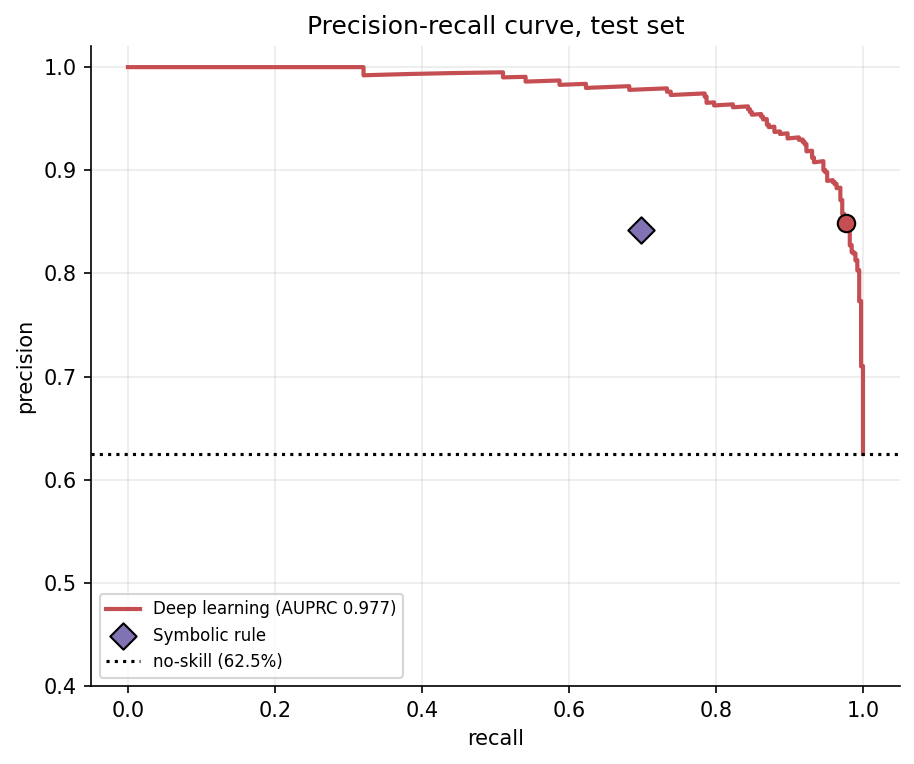 Precision-recall curve, test set
precision
1.0
0.9
0.8
0.7
0.6
0.5
0.4
Deep learning (AUPRC 0.977)
Symbolic rule
no-skill (62.5%)
0.0 0.2 0.4 0.6 0.8 1.0
recall